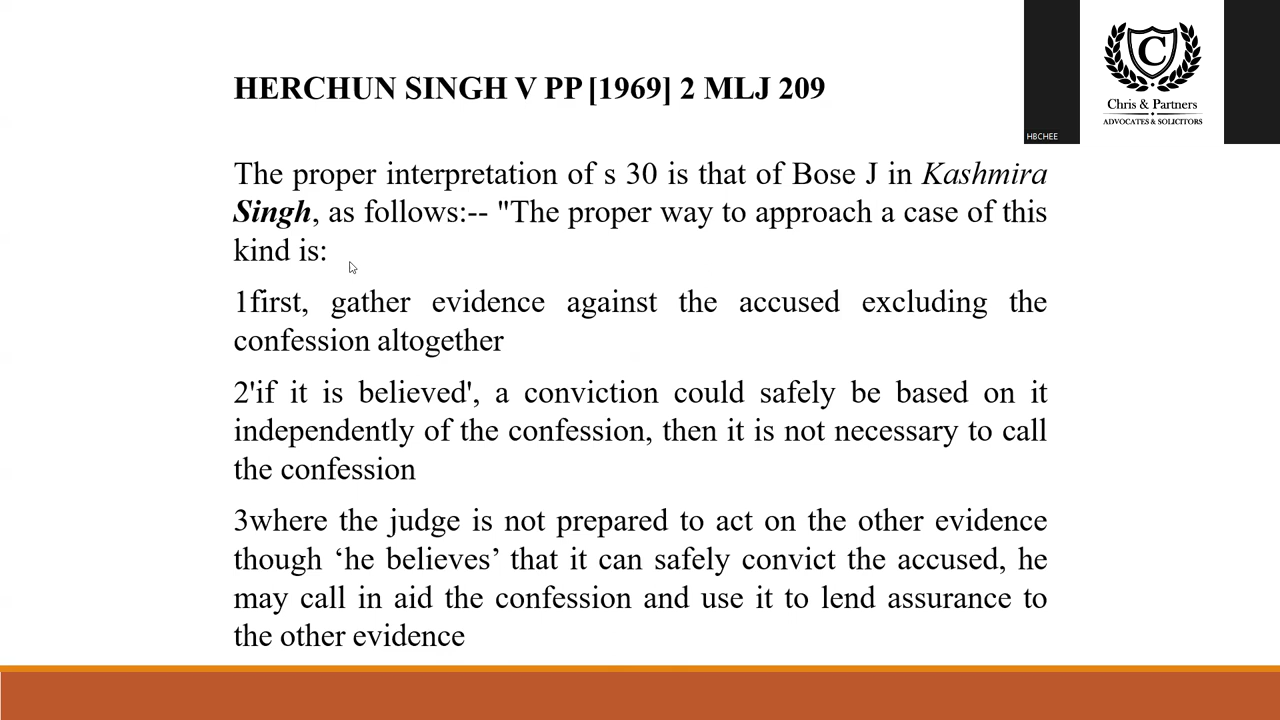 HERCHUN SINGH V PP [1969] 2 MLJ 209
HBCHEE
C
Chris & Partners
ADVOCATES & SOLICITORS
The proper interpretation of s 30 is that of Bose J in Kashmira
Singh, as follows:-- "The proper way to approach a case of this
kind is:
1first, gather evidence against the accused excluding the
confession altogether
2'if it is believed', a conviction could safely be based on it
independently of the confession, then it is not necessary to call
the confession
3where the judge is not prepared to act on the other evidence
though ‘he believes’ that it can safely convict the accused, he
may call in aid the confession and use it to lend assurance to
the other evidence